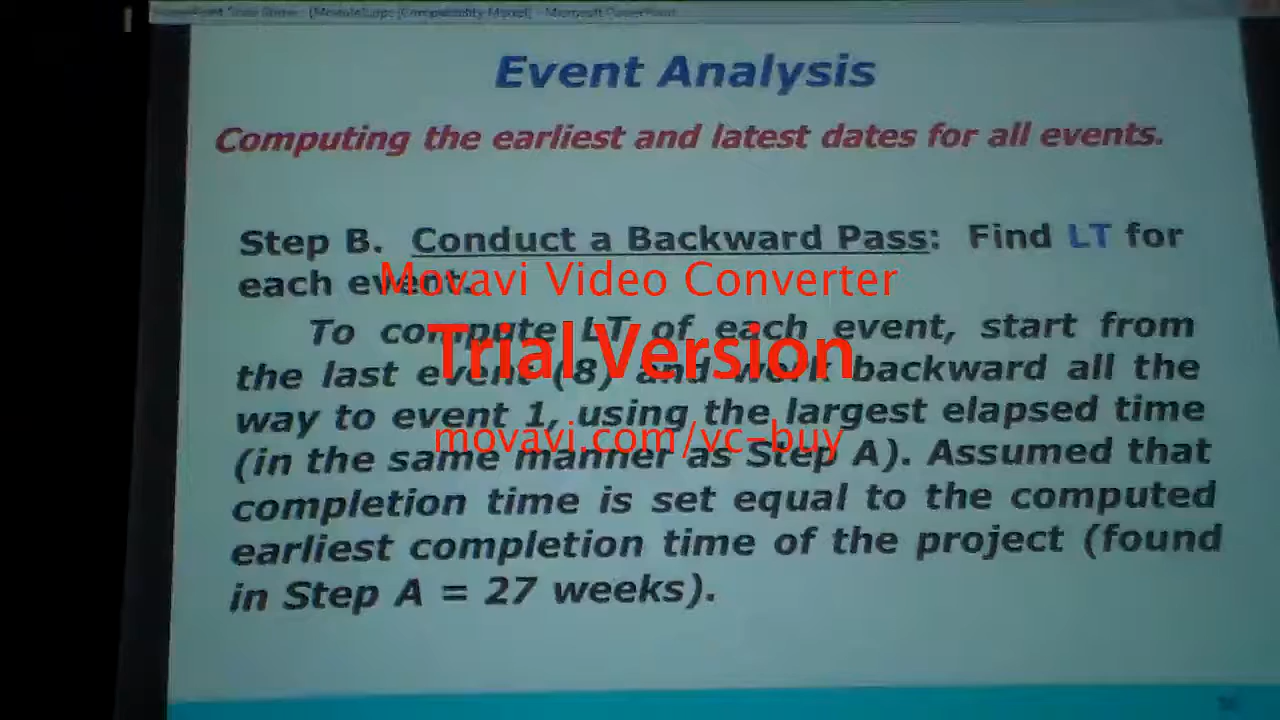 Event Analysis
Computing the earliest and latest dates for all events.
Step B. Conduct a Backward Pass: Find LT for
each event.
Movavi Video Converter
To compute LT of each event, start from
Trial Version
the last event (8) and work backward all the
way to event 1, using the largest elapsed time
movavi.com/vc-buy
(in the same manner as Step A). Assumed that
completion time is set equal to the computed
earliest completion time of the project (found
in Step A = 27 weeks).